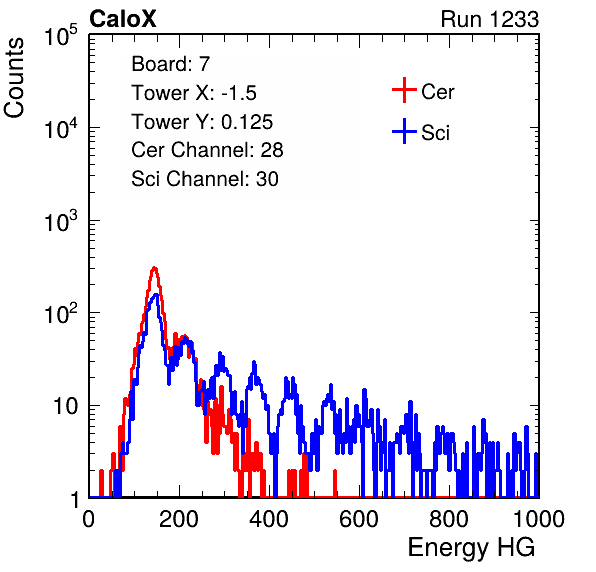 CaloX Run 1233
Counts
Board: 7
Tower X: -1.5
Tower Y: 0.125
Cer Channel: 28
Sci Channel: 30
Cer
Sci
10^5
10^4
10^3
10^2
10
1
0 200 400 600 800 1000
Energy HG